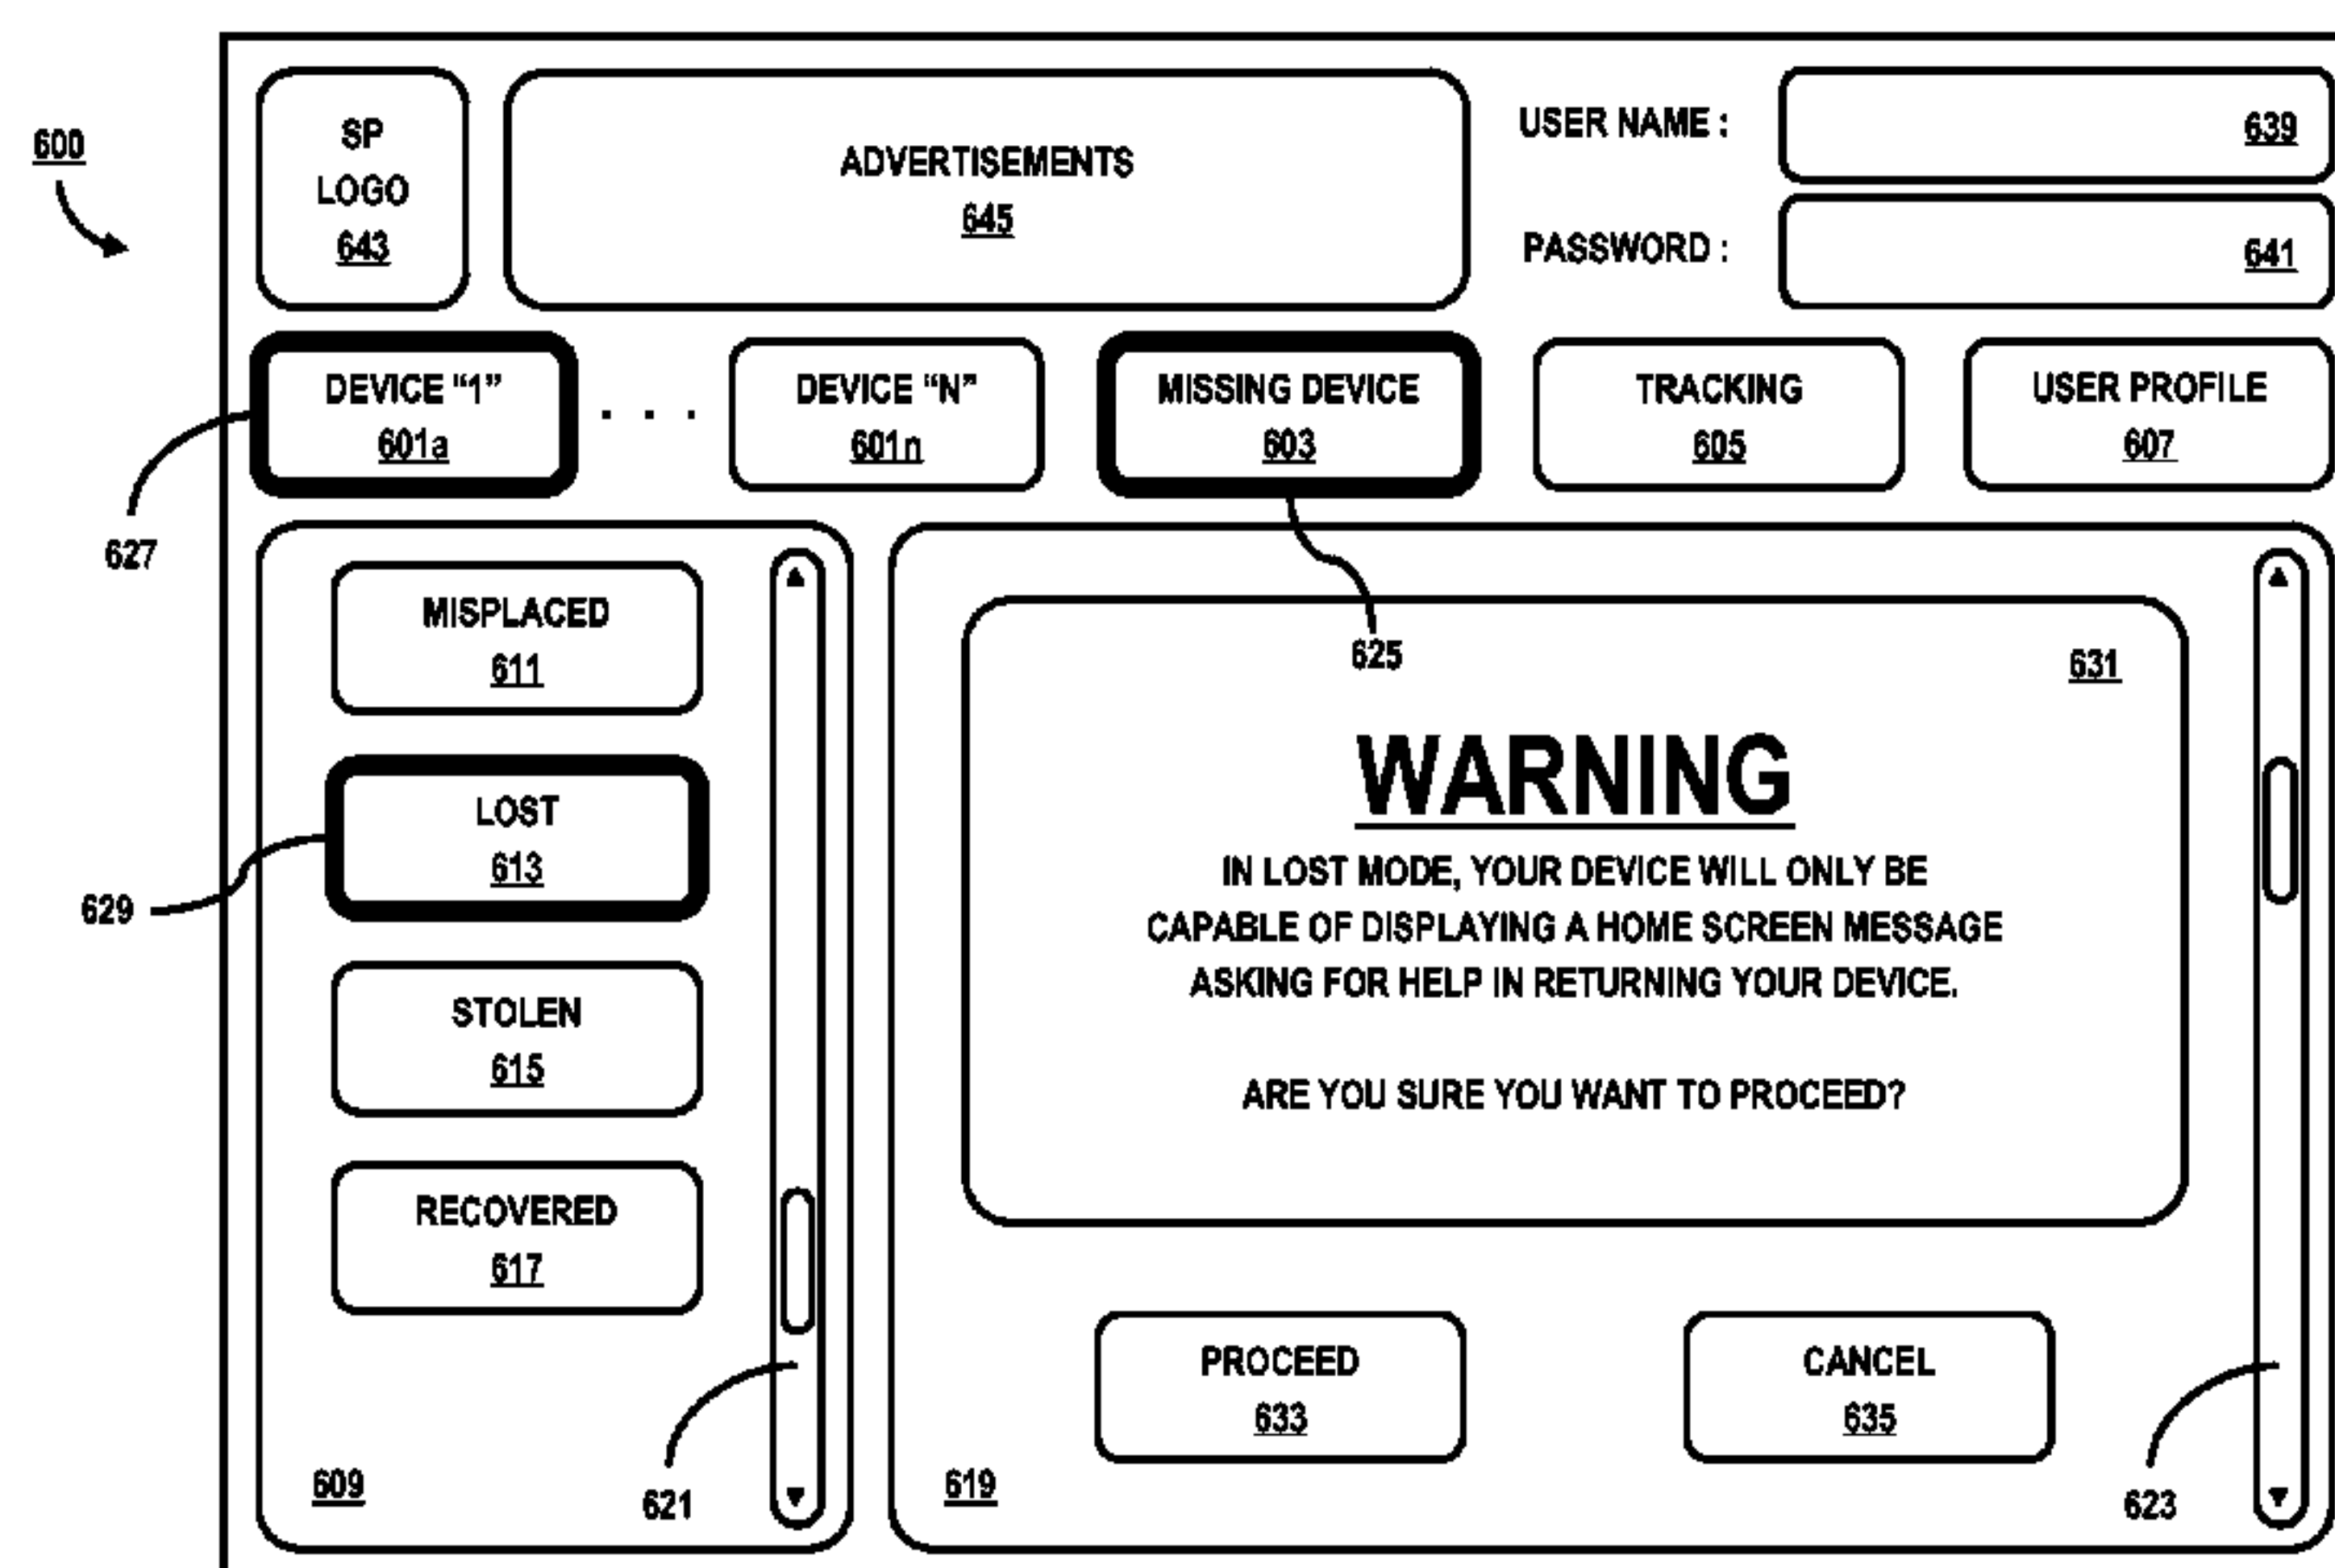 600
SP
LOGO
643
ADVERTISEMENTS
645
USER NAME :
639
PASSWORD :
641
DEVICE “1”
601a
. . .
DEVICE “N”
601n
MISSING DEVICE
603
TRACKING
605
USER PROFILE
607
627
625
MISPLACED
611
LOST
613
629
STOLEN
615
RECOVERED
617
609
621
631
WARNING
IN LOST MODE, YOUR DEVICE WILL ONLY BE
CAPABLE OF DISPLAYING A HOME SCREEN MESSAGE
ASKING FOR HELP IN RETURNING YOUR DEVICE.
ARE YOU SURE YOU WANT TO PROCEED?
PROCEED
633
CANCEL
635
619
623